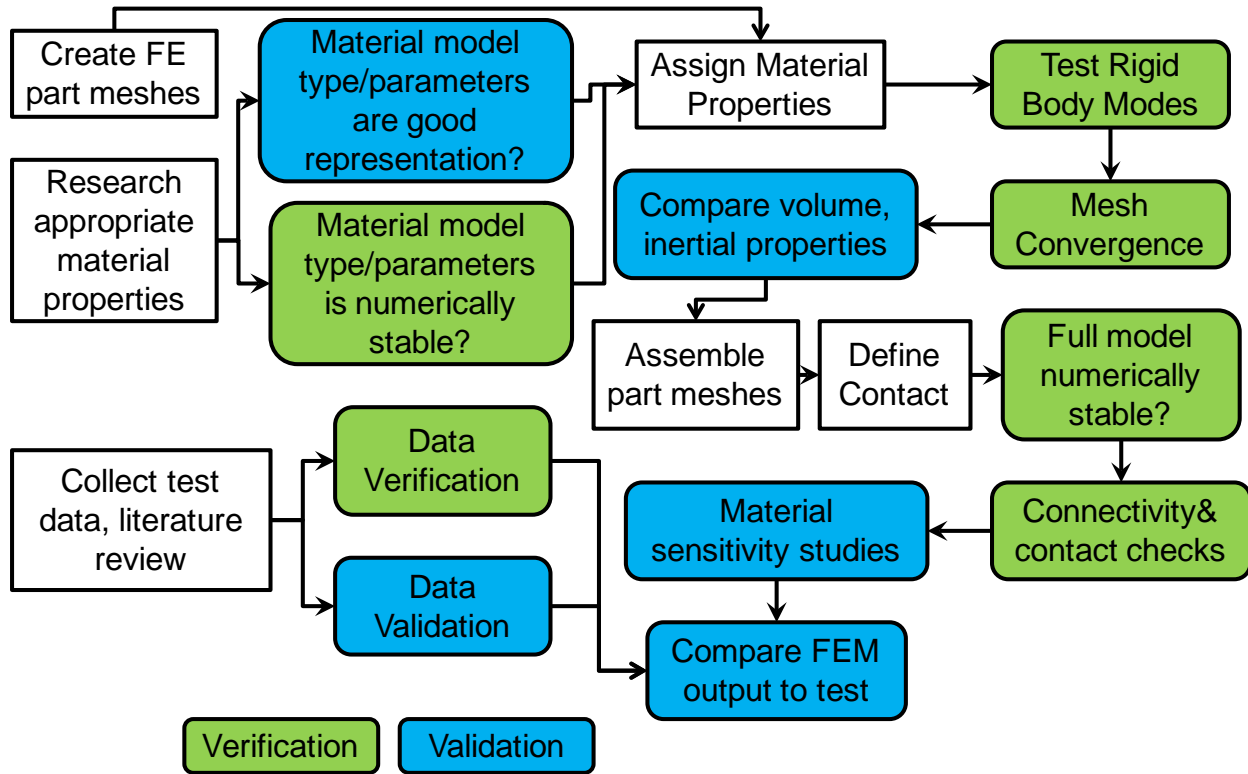 Create FE
part meshes
Material model
type/parameters
are good
representation?
Assign Material
Properties
Test Rigid
Body Modes
Research
appropriate
material
properties
Material model
type/parameters
is numerically
stable?
Compare volume,
inertial properties
Mesh
Convergence
Assemble
part meshes
Define
Contact
Full model
numerically
stable?
Collect test
data, literature
review
Data
Verification
Data
Validation
Material
sensitivity studies
Connectivity&
contact checks
Compare FEM
output to test
Verification
Validation